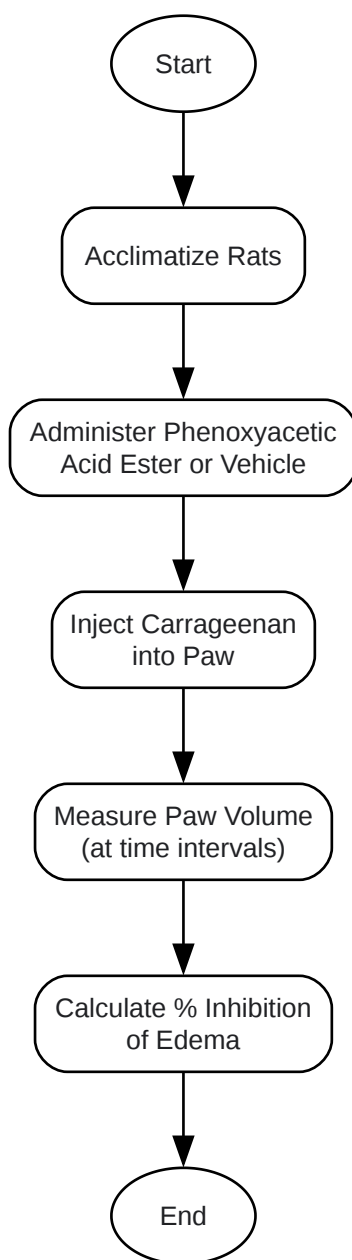 Start
Acclimatize Rats
Administer Phenoxyacetic
Acid Ester or Vehicle
Inject Carrageenan
into Paw
Measure Paw Volume
(at time intervals)
Calculate % Inhibition
of Edema
End